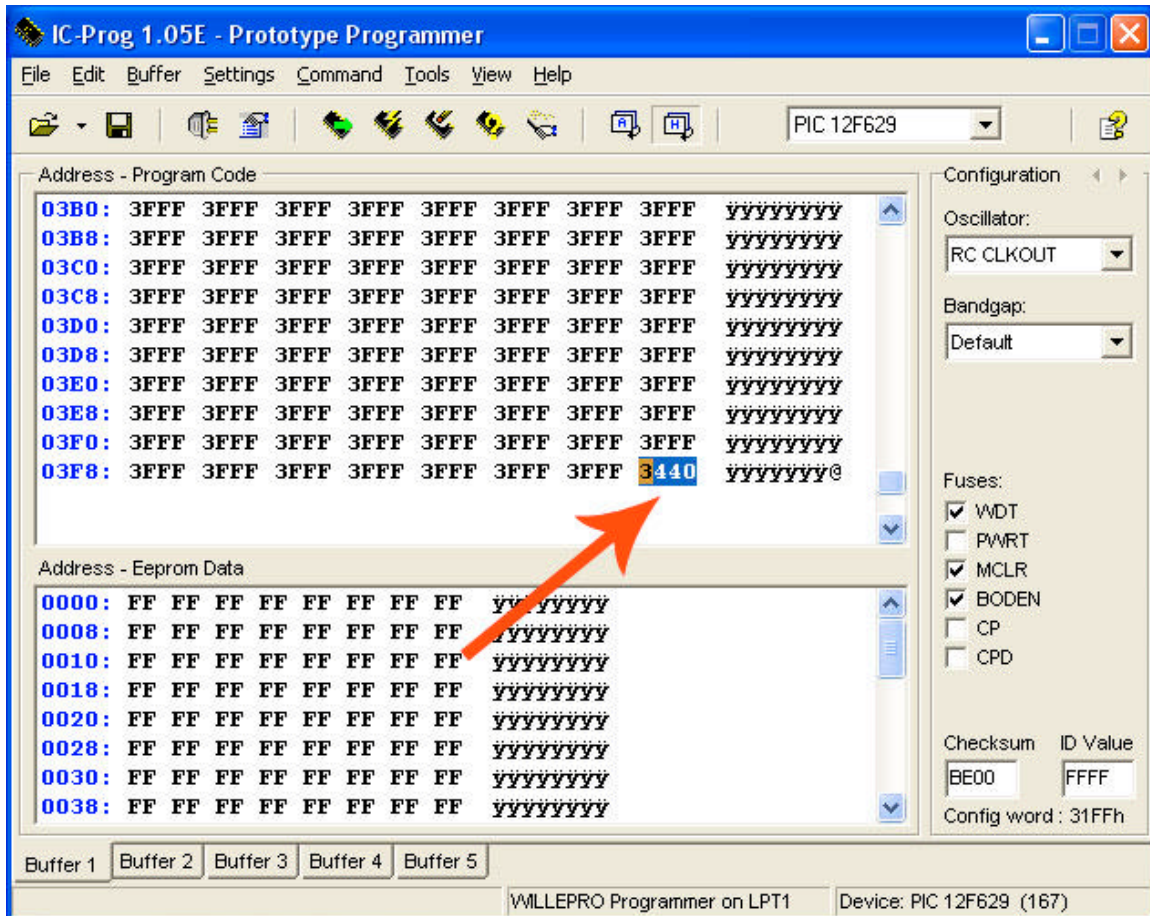 IC-Prog 1.05E - Prototype Programmer
File Edit Buffer Settings Command Tools View Help
PIC 12F629
Address - Program Code
03B0: 3FFF 3FFF 3FFF 3FFF 3FFF 3FFF 3FFF 3FFF ÿÿÿÿÿÿÿÿ
03B8: 3FFF 3FFF 3FFF 3FFF 3FFF 3FFF 3FFF 3FFF ÿÿÿÿÿÿÿÿ
03C0: 3FFF 3FFF 3FFF 3FFF 3FFF 3FFF 3FFF 3FFF ÿÿÿÿÿÿÿÿ
03C8: 3FFF 3FFF 3FFF 3FFF 3FFF 3FFF 3FFF 3FFF ÿÿÿÿÿÿÿÿ
03D0: 3FFF 3FFF 3FFF 3FFF 3FFF 3FFF 3FFF 3FFF ÿÿÿÿÿÿÿÿ
03D8: 3FFF 3FFF 3FFF 3FFF 3FFF 3FFF 3FFF 3FFF ÿÿÿÿÿÿÿÿ
03E0: 3FFF 3FFF 3FFF 3FFF 3FFF 3FFF 3FFF 3FFF ÿÿÿÿÿÿÿÿ
03E8: 3FFF 3FFF 3FFF 3FFF 3FFF 3FFF 3FFF 3FFF ÿÿÿÿÿÿÿÿ
03F0: 3FFF 3FFF 3FFF 3FFF 3FFF 3FFF 3FFF 3FFF ÿÿÿÿÿÿÿÿ
03F8: 3FFF 3FFF 3FFF 3FFF 3FFF 3FFF 3FFF 3440 ÿÿÿÿÿÿÿ@
Address - Eeprom Data
0000: FF FF FF FF FF FF FF FF ÿÿÿÿÿÿÿÿ
0008: FF FF FF FF FF FF FF FF ÿÿÿÿÿÿÿÿ
0010: FF FF FF FF FF FF FF FF ÿÿÿÿÿÿÿÿ
0018: FF FF FF FF FF FF FF FF ÿÿÿÿÿÿÿÿ
0020: FF FF FF FF FF FF FF FF ÿÿÿÿÿÿÿÿ
0028: FF FF FF FF FF FF FF FF ÿÿÿÿÿÿÿÿ
0030: FF FF FF FF FF FF FF FF ÿÿÿÿÿÿÿÿ
0038: FF FF FF FF FF FF FF FF ÿÿÿÿÿÿÿÿ
Configuration
Oscillator:
RC CLKOUT
Bandgap:
Default
Fuses:
WDT
PWRT
MCLR
BODEN
CP
CPD
Checksum ID Value
BE00 FFFF
Config word : 31FFh
Buffer 1 Buffer 2 Buffer 3 Buffer 4 Buffer 5
WILLEPRO Programmer on LPT1 Device: PIC 12F629 (167)